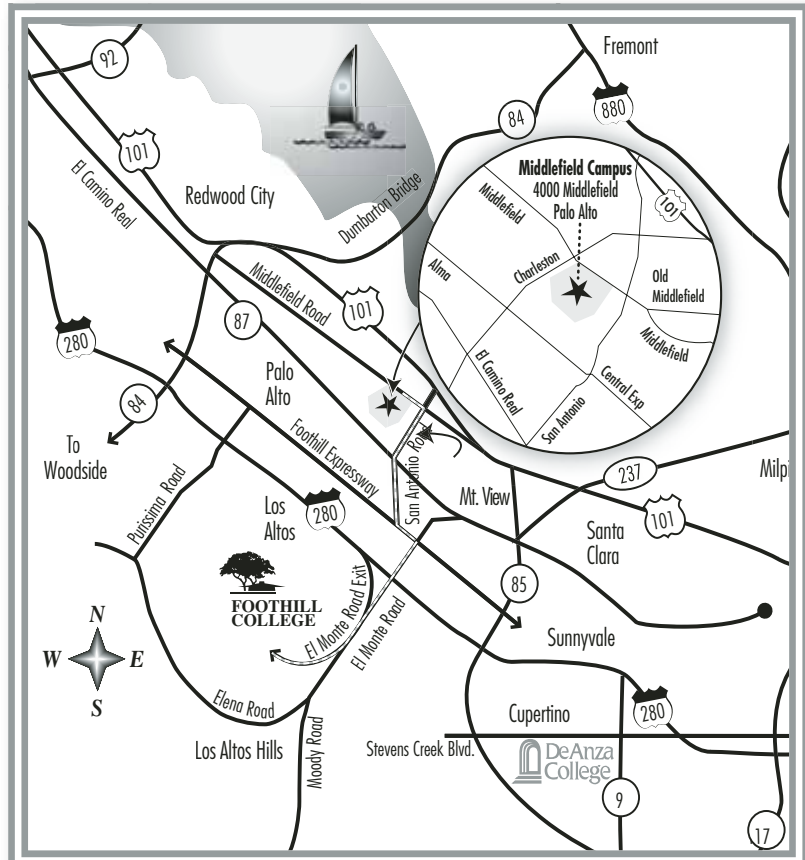 92
Fremont
880
84
101
El Camino Real
Redwood City
Dumbarton Bridge
Middlefield Campus
4000 Middlefield
Palo Alto
Middlefield
101
Charleston
Alma
Old
Middlefield
Middlefield
El Camino Real
Central Exp
San Antonio
Middlefield Road
101
87
280
84
Palo
Alto
To
Woodside
Foothill Expressway
San Antonio Road
Purissima Road
Los
Altos
280
Mt. View
237
Milpi
101
Santa
Clara
85
FOOTHILL
COLLEGE
El Monte Road Exit
El Monte Road
N
W
E
S
Sunnyvale
Elena Road
Los Altos Hills
Moody Road
280
Cupertino
Stevens Creek Blvd.
DeAnza
College
9
17